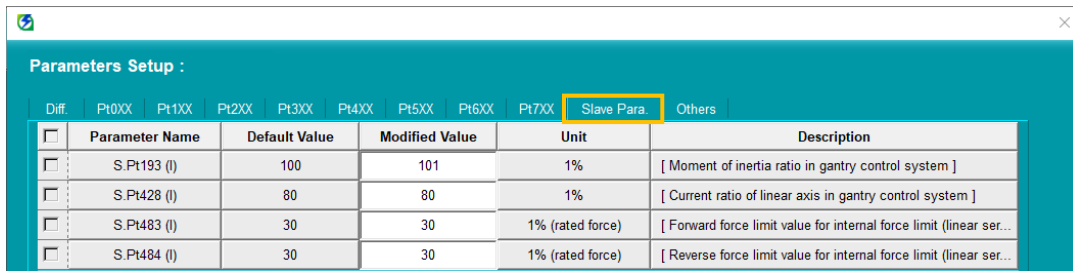 Parameters Setup :
Diff. Pt0XX Pt1XX Pt2XX Pt3XX Pt4XX Pt5XX Pt6XX Pt7XX Slave Para. Others
Parameter Name Default Value Modified Value Unit Description
S.Pt193 (I) 100 101 1% [ Moment of inertia ratio in gantry control system ]
S.Pt428 (I) 80 80 1% [ Current ratio of linear axis in gantry control system ]
S.Pt483 (I) 30 30 1% (rated force) [ Forward force limit value for internal force limit (linear ser...
S.Pt484 (I) 30 30 1% (rated force) [ Reverse force limit value for internal force limit (linear ser...